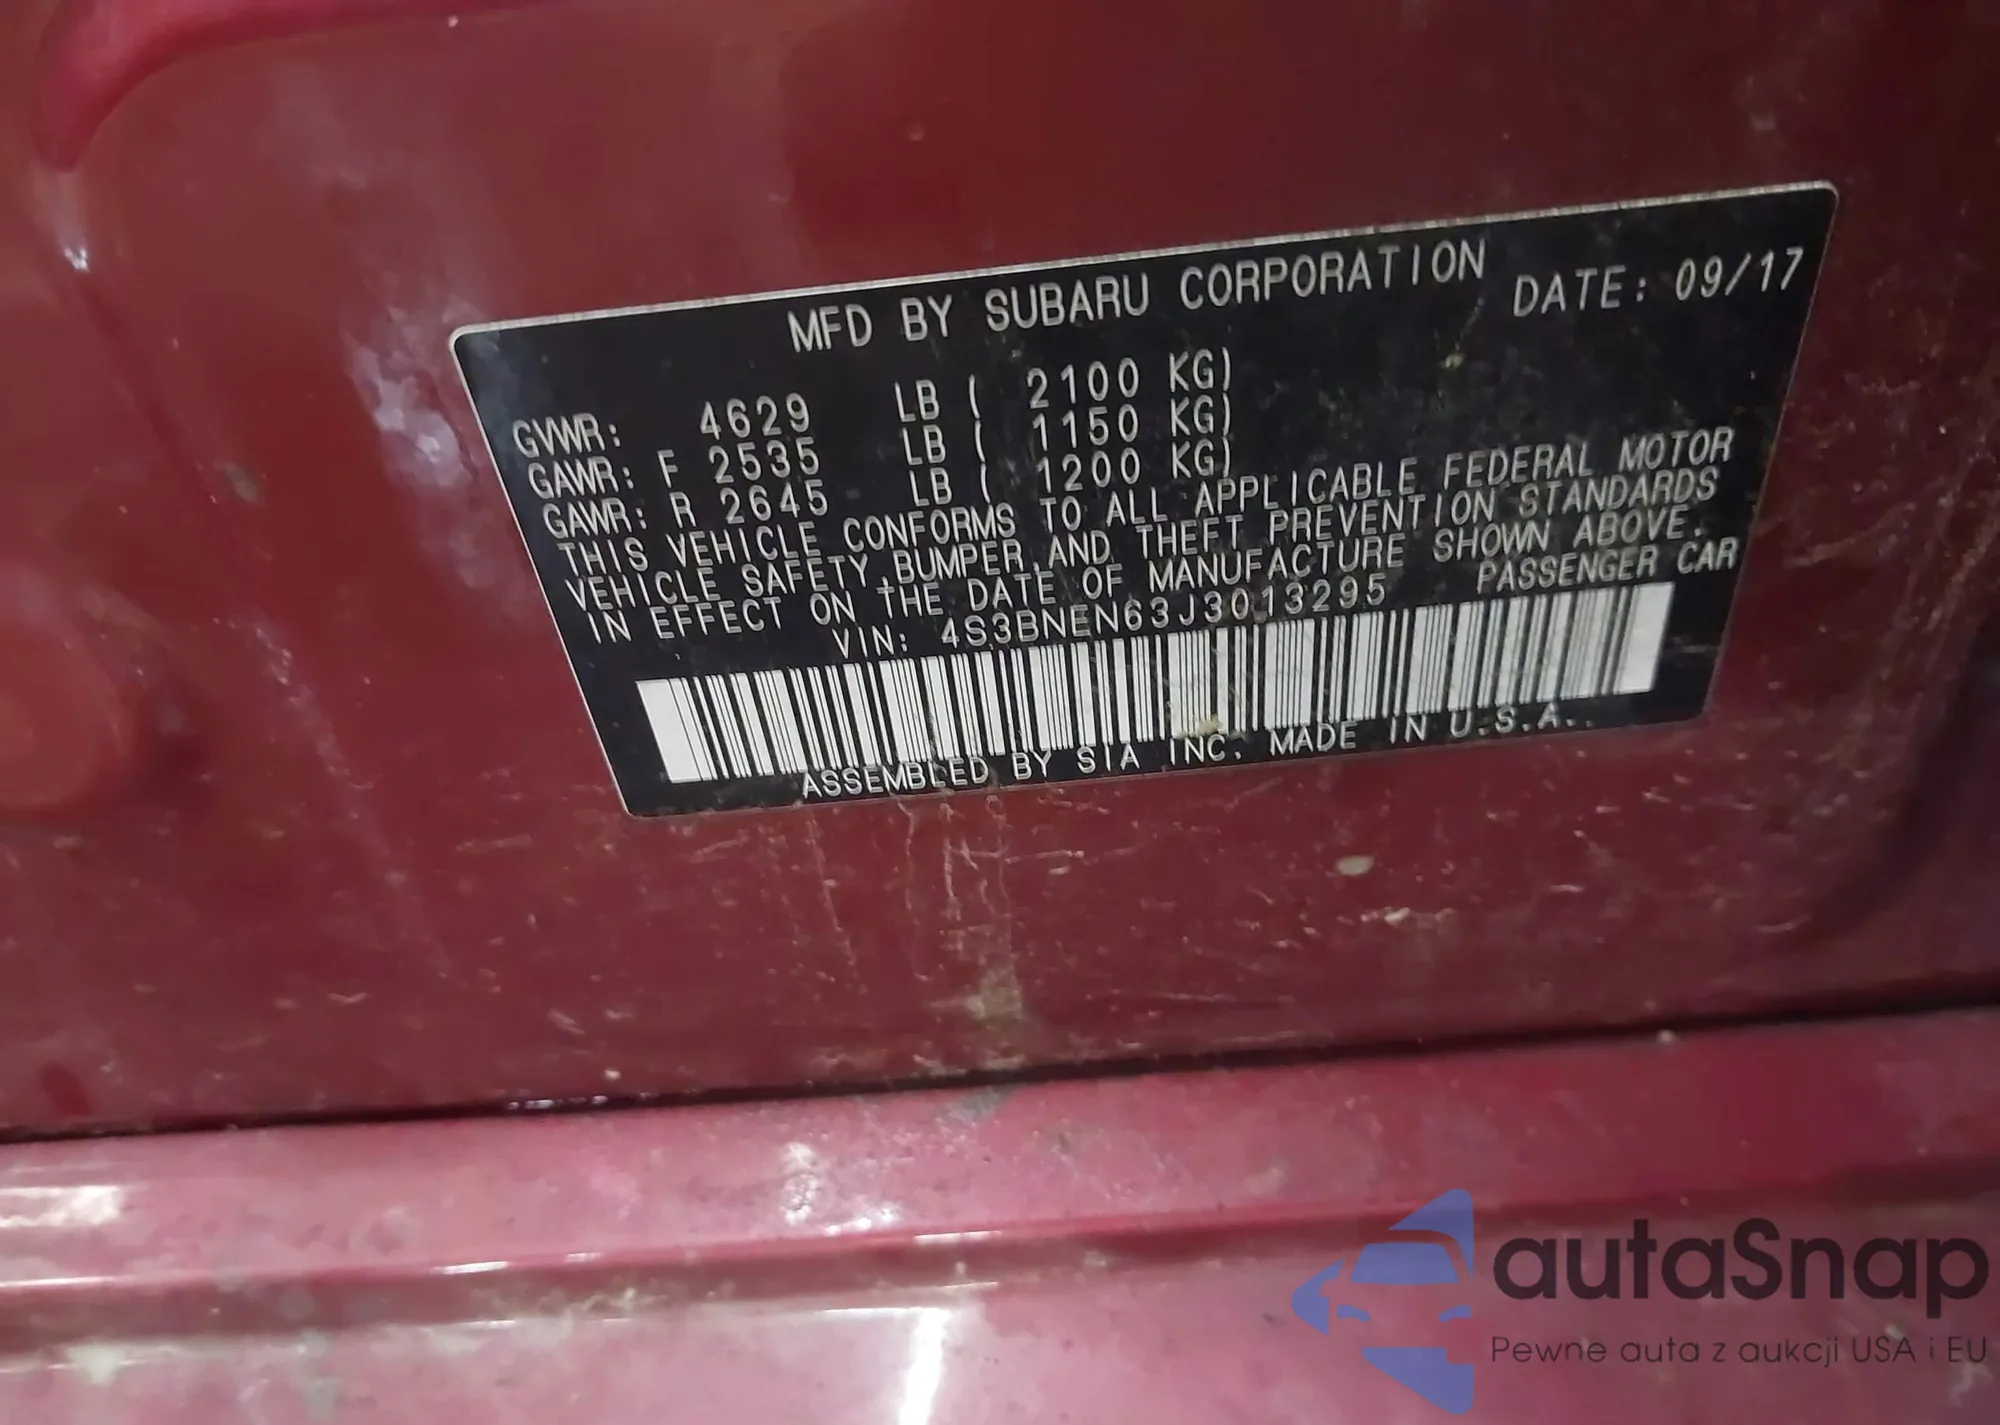 MFD BY SUBARU CORPORATION DATE: 09/17
GVWR: 4629 LB ( 2100 KG)
GAWR: F 2535 LB ( 1150 KG)
GAWR: R 2645 LB ( 1200 KG)
THIS VEHICLE CONFORMS TO ALL APPLICABLE FEDERAL MOTOR
VEHICLE SAFETY,BUMPER,AND THEFT PREVENTION STANDARDS
IN EFFECT ON THE DATE OF MANUFACTURE SHOWN ABOVE.
VIN: 4S3BNEN63J3013295 PASSENGER CAR
ASSEMBLED BY SIA INC. MADE IN U.S.A.
autaSnap
Pewne auta z aukcji USA i EU